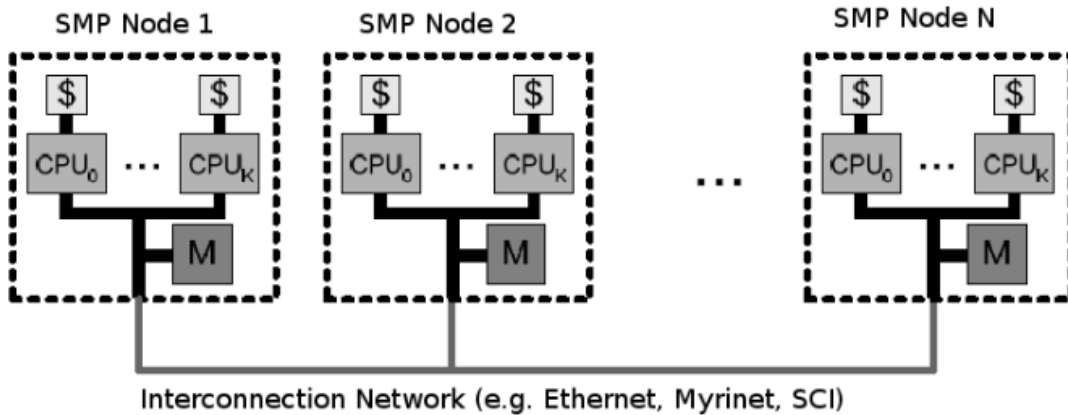 SMP Node 1 SMP Node 2 SMP Node N
$ $ $ $ $ $
CPU0 ... CPUK CPU0 ... CPUK ... CPU0 ... CPUK
M M M
Interconnection Network (e.g. Ethernet, Myrinet, SCI)